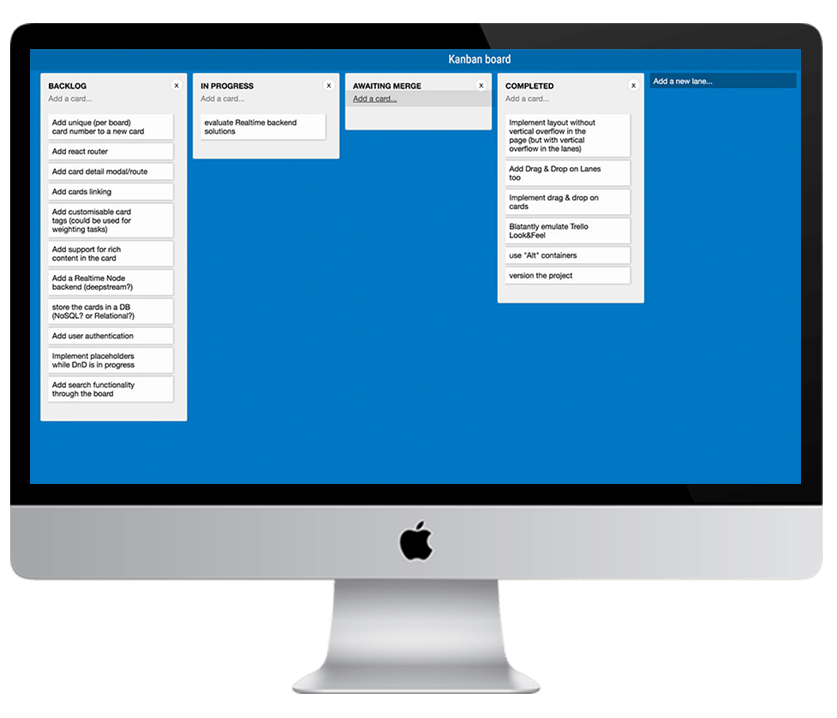 Kanban board
BACKLOG
x
Add a card...
Add unique (per board)
card number to a new card
Add react router
Add card detail modal/route
Add cards linking
Add customisable card
tags (could be used for
weighting tasks)
Add support for rich
content in the card
Add a Realtime Node
backend (deepstream?)
store the cards in a DB
(NoSQL? or Relational?)
Add user authentication
Implement placeholders
while DnD is in progress
Add search functionality
through the board
IN PROGRESS
x
Add a card...
evaluate Realtime backend
solutions
AWAITING MERGE
x
Add a card...
COMPLETED
x
Add a card...
Implement layout without
vertical overflow in the
page (but with vertical
overflow in the lanes)
Add Drag & Drop on Lanes
too
Implement drag & drop on
cards
Blatantly emulate Trello
Look&Feel
use "Alt" containers
version the project
Add a new lane...